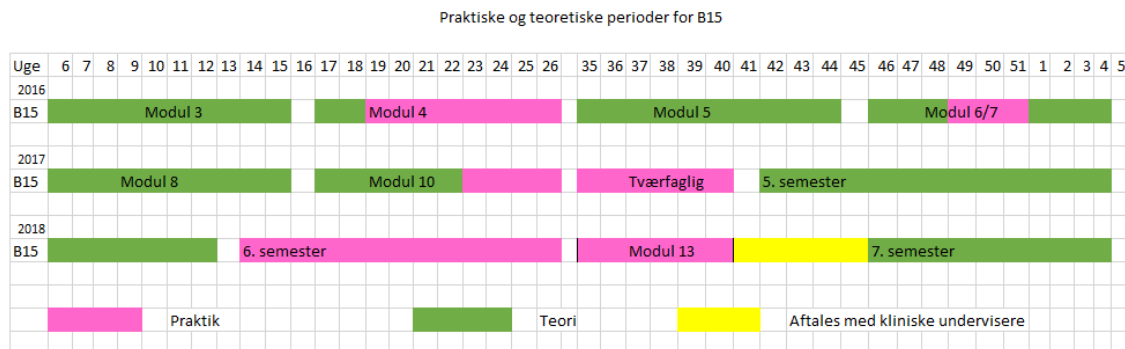 Praktiske og teoretiske perioder for B15
Uge 6 7 8 9 10 11 12 13 14 15 16 17 18 19 20 21 22 23 24 25 26 35 36 37 38 39 40 41 42 43 44 45 46 47 48 49 50 51 1 2 3 4 5
2016
B15 Modul 3 Modul 4 Modul 5 Modul 6/7
2017
B15 Modul 8 Modul 10 Tværfaglig 5. semester
2018
B15 6. semester Modul 13 7. semester
Praktik Teori Aftales med kliniske undervisere